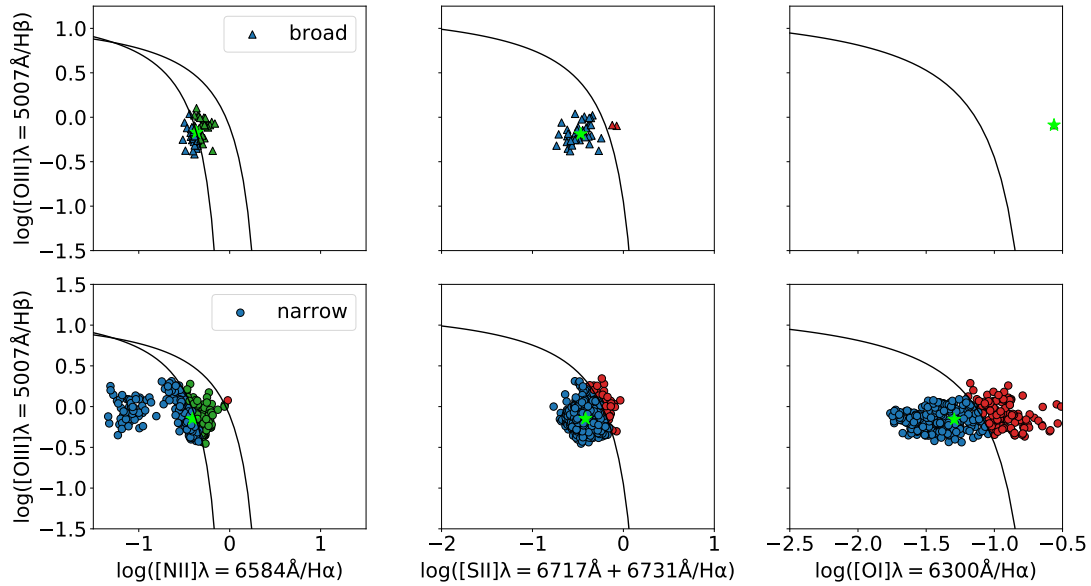 log([OIII]λ = 5007Å/Hβ)
1.0
0.5
0.0
−0.5
−1.0
−1.5
broad
log([OIII]λ = 5007Å/Hβ)
1.5
1.0
0.5
0.0
−0.5
−1.0
−1.5
narrow
−1 0 1
−2 −1 0 1
−2.5 −2.0 −1.5 −1.0 −0.5
log([NII]λ = 6584Å/Hα)
log([SII]λ = 6717Å + 6731Å/Hα)
log([OI]λ = 6300Å/Hα)